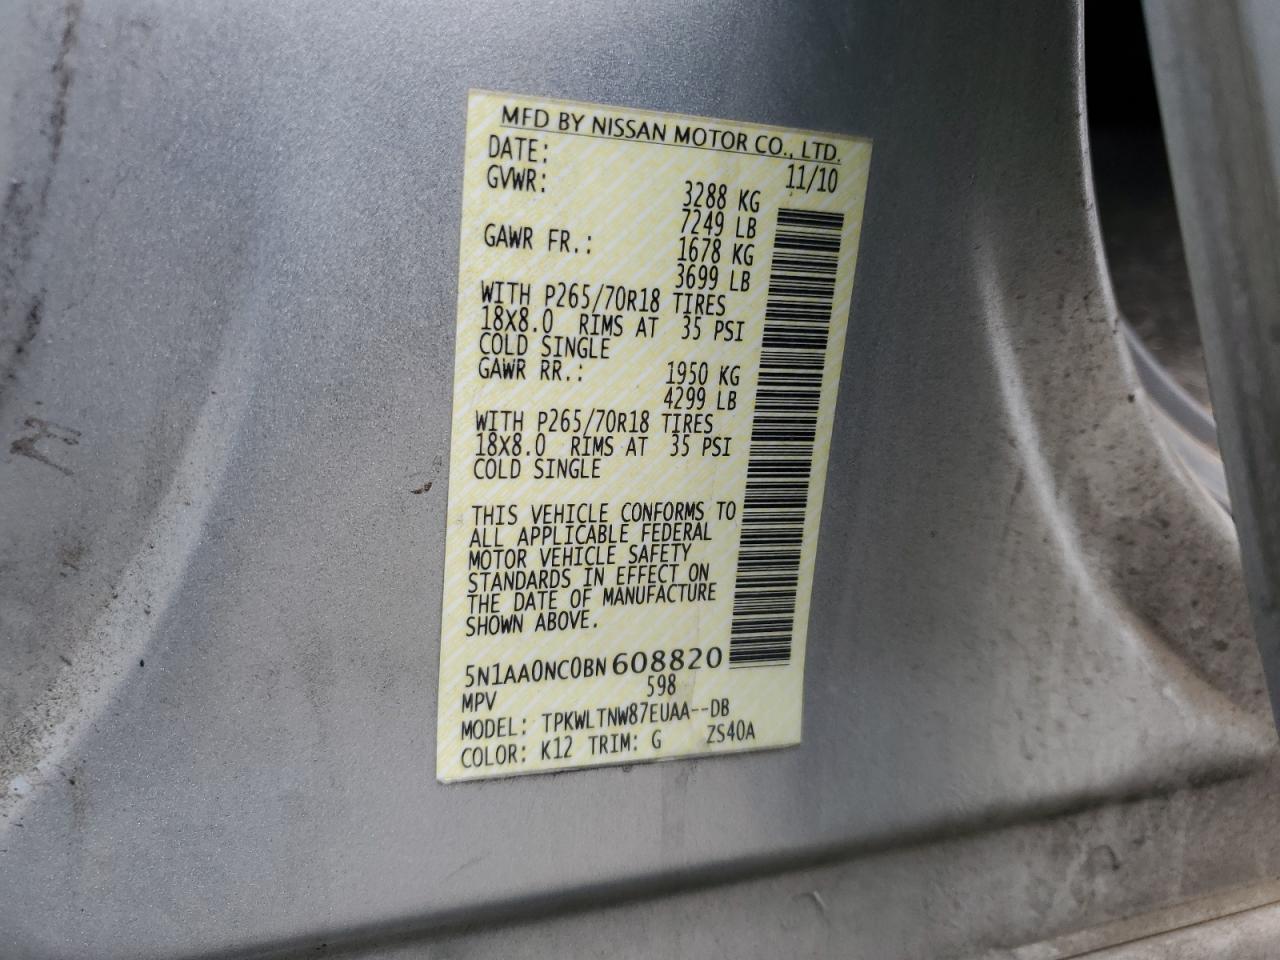 MFD BY NISSAN MOTOR CO., LTD.
DATE: 11/10
GVWR: 3288 KG
7249 LB
GAWR FR.: 1678 KG
3699 LB
WITH P265/70R18 TIRES
18X8.0 RIMS AT 35 PSI
COLD SINGLE
GAWR RR.: 1950 KG
4299 LB
WITH P265/70R18 TIRES
18X8.0 RIMS AT 35 PSI
COLD SINGLE
THIS VEHICLE CONFORMS TO
ALL APPLICABLE FEDERAL
MOTOR VEHICLE SAFETY
STANDARDS IN EFFECT ON
THE DATE OF MANUFACTURE
SHOWN ABOVE.
5N1AA0NC0BN608820
MPV 598
MODEL: TPKWLTNW87EUAA--DB
COLOR: K12 TRIM: G ZS40A